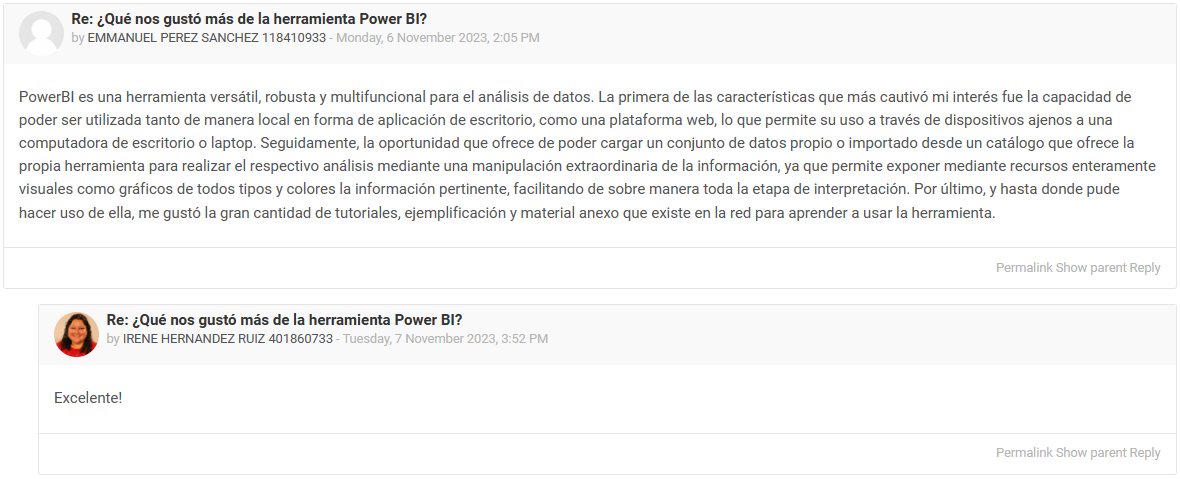 Re: ¿Qué nos gustó más de la herramienta Power BI?
by EMMANUEL PEREZ SANCHEZ 118410933 - Monday, 6 November 2023, 2:05 PM
PowerBI es una herramienta versátil, robusta y multifuncional para el análisis de datos. La primera de las características que más cautivó mi interés fue la capacidad de
poder ser utilizada tanto de manera local en forma de aplicación de escritorio, como una plataforma web, lo que permite su uso a través de dispositivos ajenos a una
computadora de escritorio o laptop. Seguidamente, la oportunidad que ofrece de poder cargar un conjunto de datos propio o importado desde un catálogo que ofrece la
propia herramienta para realizar el respectivo análisis mediante una manipulación extraordinaria de la información, ya que permite exponer mediante recursos enteramente
visuales como gráficos de todos tipos y colores la información pertinente, facilitando de sobre manera toda la etapa de interpretación. Por último, y hasta donde pude
hacer uso de ella, me gustó la gran cantidad de tutoriales, ejemplificación y material anexo que existe en la red para aprender a usar la herramienta.
Permalink Show parent Reply
Re: ¿Qué nos gustó más de la herramienta Power BI?
by IRENE HERNANDEZ RUIZ 401860733 - Tuesday, 7 November 2023, 3:52 PM
Excelente!
Permalink Show parent Reply